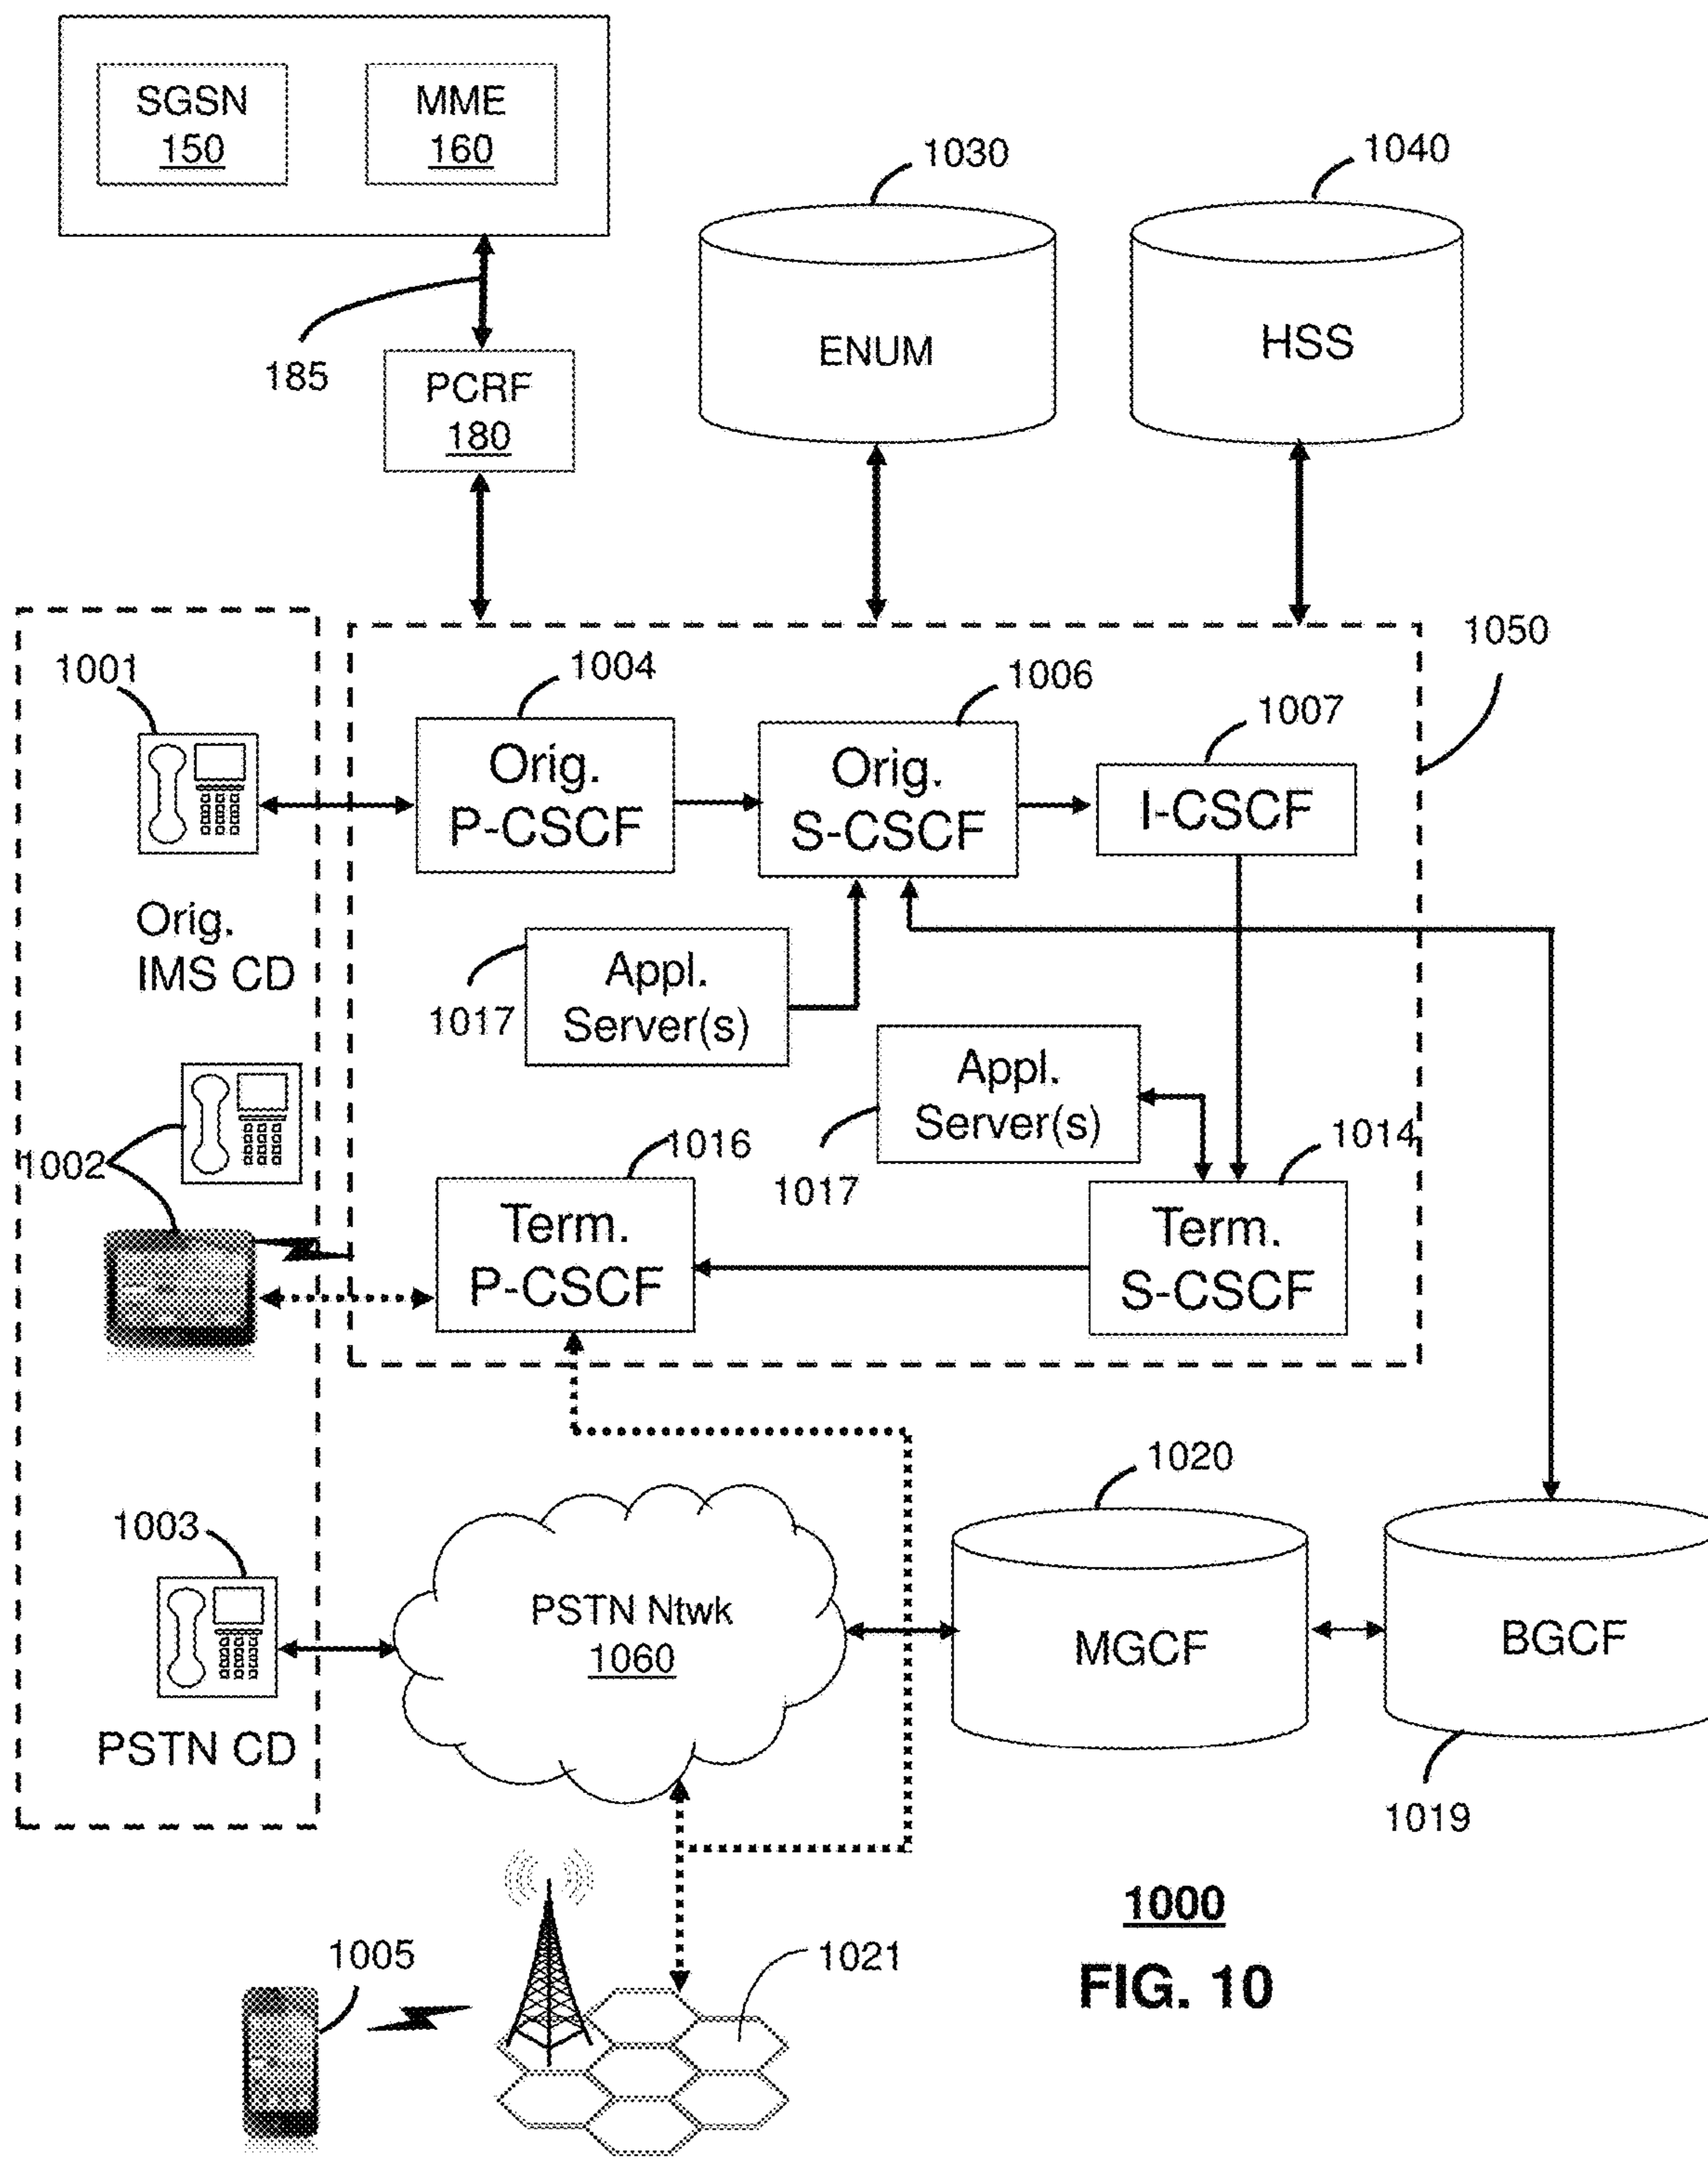 SGSN
150
MME
160
1030
1040
185
PCRF
180
ENUM
HSS
1050
1001
1004
1006
1007
Orig.
P-CSCF
Orig.
S-CSCF
I-CSCF
Orig.
IMS CD
Appl.
Server(s)
1017
Appl.
Server(s)
1017
1002
1016
1014
Term.
P-CSCF
Term.
S-CSCF
1020
1003
PSTN Ntwk
1060
MGCF
BGCF
PSTN CD
1019
1000
FIG. 10
1005
1021